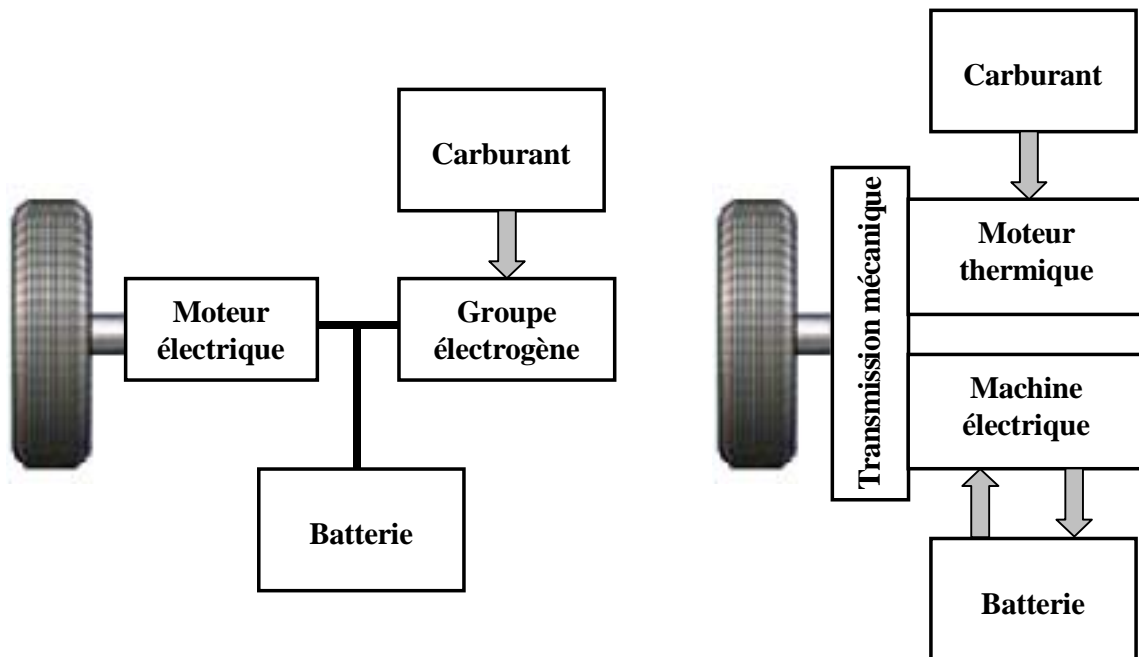 Carburant
Moteur
électrique
Groupe
électrogène
Batterie
Carburant
Transmission mécanique
Moteur
thermique
Machine
électrique
Batterie